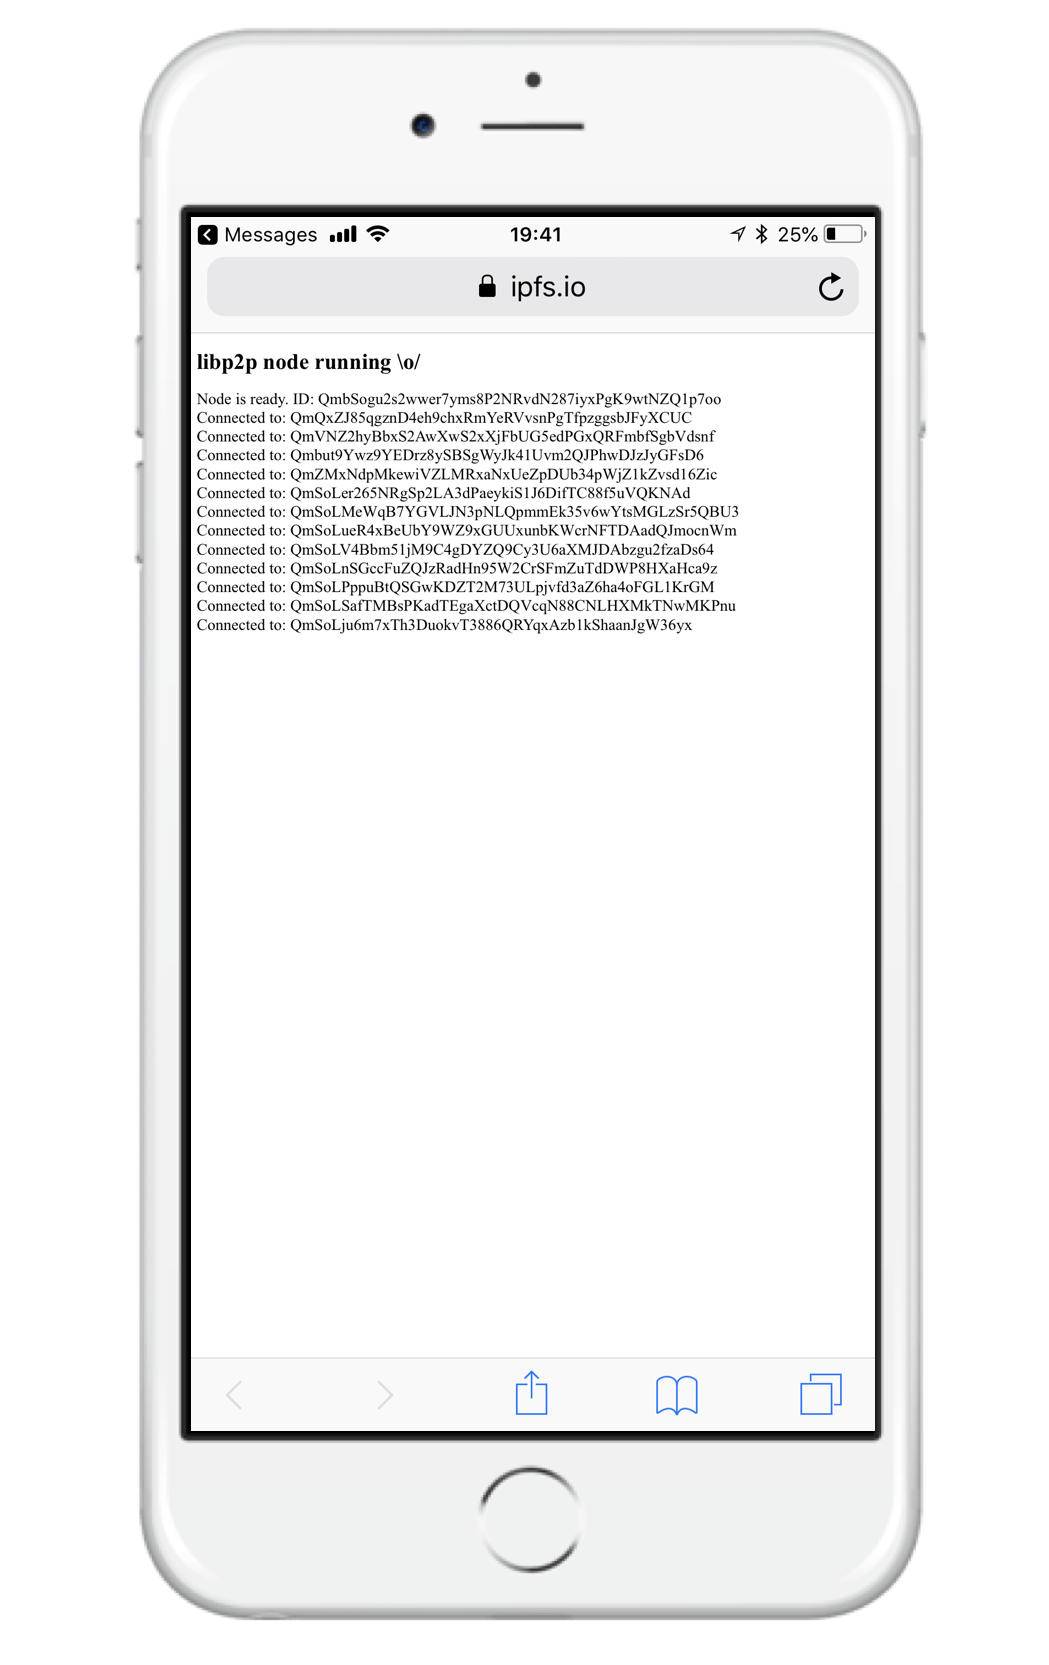 Messages 19:41 25%
ipfs.io
libp2p node running \o/
Node is ready. ID: QmbSogu2s2wwer7yms8P2NRvdN287iyxPgK9wtNZQ1p7oo
Connected to: QmQxZJ85qgznD4eh9chxRmYeRVvsnPgTfpzggsbJFyXCUC
Connected to: QmVNZ2hyBbxS2AwXwS2xXjFbUG5edPGxQRFmbfSgbVdsnf
Connected to: Qmbut9Ywz9YEDrz8ySBSgWyJk41Uvm2QJPhwDJzJyGFsD6
Connected to: QmZMxNdpMkewiVZLMRxaNxUeZpDUb34pWjZ1kZvsd16Zic
Connected to: QmSoLer265NRgSp2LA3dPaeykiS1J6DifTC88f5uVQKNAd
Connected to: QmSoLMeWqB7YGVLJN3pNLQpmmEk35v6wYtsMGLzSr5QBU3
Connected to: QmSoLueR4xBeUbY9WZ9xGUUxunbKWcrNFTDAadQJmocnWm
Connected to: QmSoLV4Bbm51jM9C4gDYZQ9Cy3U6aXMJDAbzgu2fzaDs64
Connected to: QmSoLnSGccFuZQJzRadHn95W2CrSFmZuTdDWP8HXaHca9z
Connected to: QmSoLPppuBtQSGwKDZT2M73ULpjvfd3aZ6ha4oFGL1KrGM
Connected to: QmSoLSafTMBsPKadTEgaXctDQVcqN88CNLHXMkTNwMKPnu
Connected to: QmSoLju6m7xTh3DuokvT3886QRYqxAzb1kShaanJgW36yx